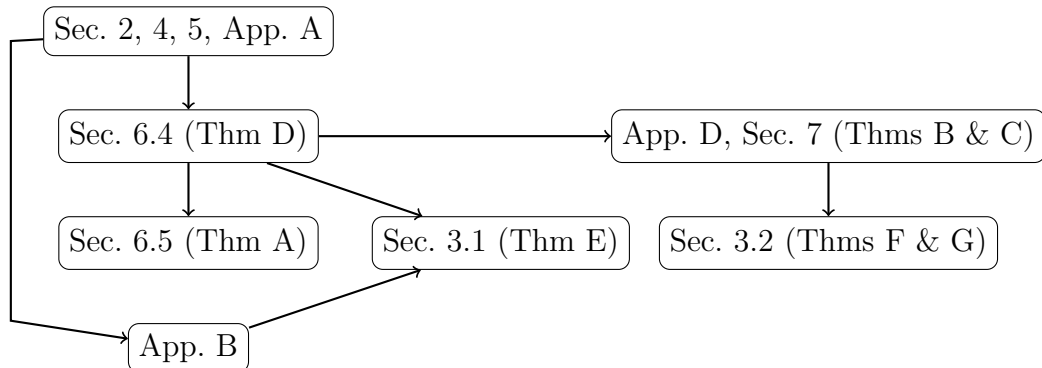 Sec. 2, 4, 5, App. A
Sec. 6.4 (Thm D)
App. D, Sec. 7 (Thms B & C)
Sec. 6.5 (Thm A)
Sec. 3.1 (Thm E)
Sec. 3.2 (Thms F & G)
App. B